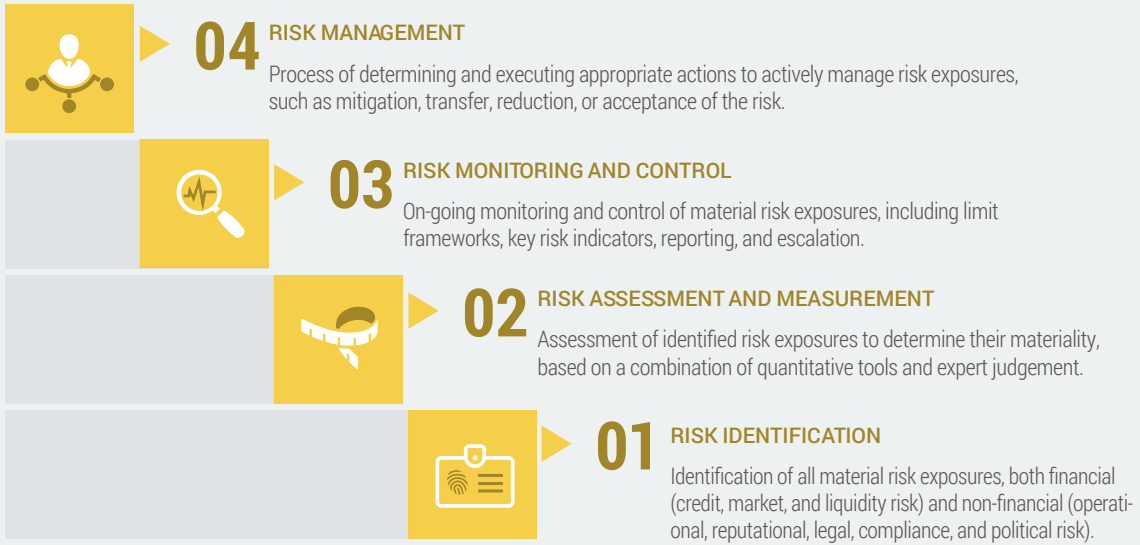 04 RISK MANAGEMENT
Process of determining and executing appropriate actions to actively manage risk exposures,
such as mitigation, transfer, reduction, or acceptance of the risk.
03 RISK MONITORING AND CONTROL
On-going monitoring and control of material risk exposures, including limit
frameworks, key risk indicators, reporting, and escalation.
02 RISK ASSESSMENT AND MEASUREMENT
Assessment of identified risk exposures to determine their materiality,
based on a combination of quantitative tools and expert judgement.
01 RISK IDENTIFICATION
Identification of all material risk exposures, both financial
(credit, market, and liquidity risk) and non-financial (operati-
onal, reputational, legal, compliance, and political risk).